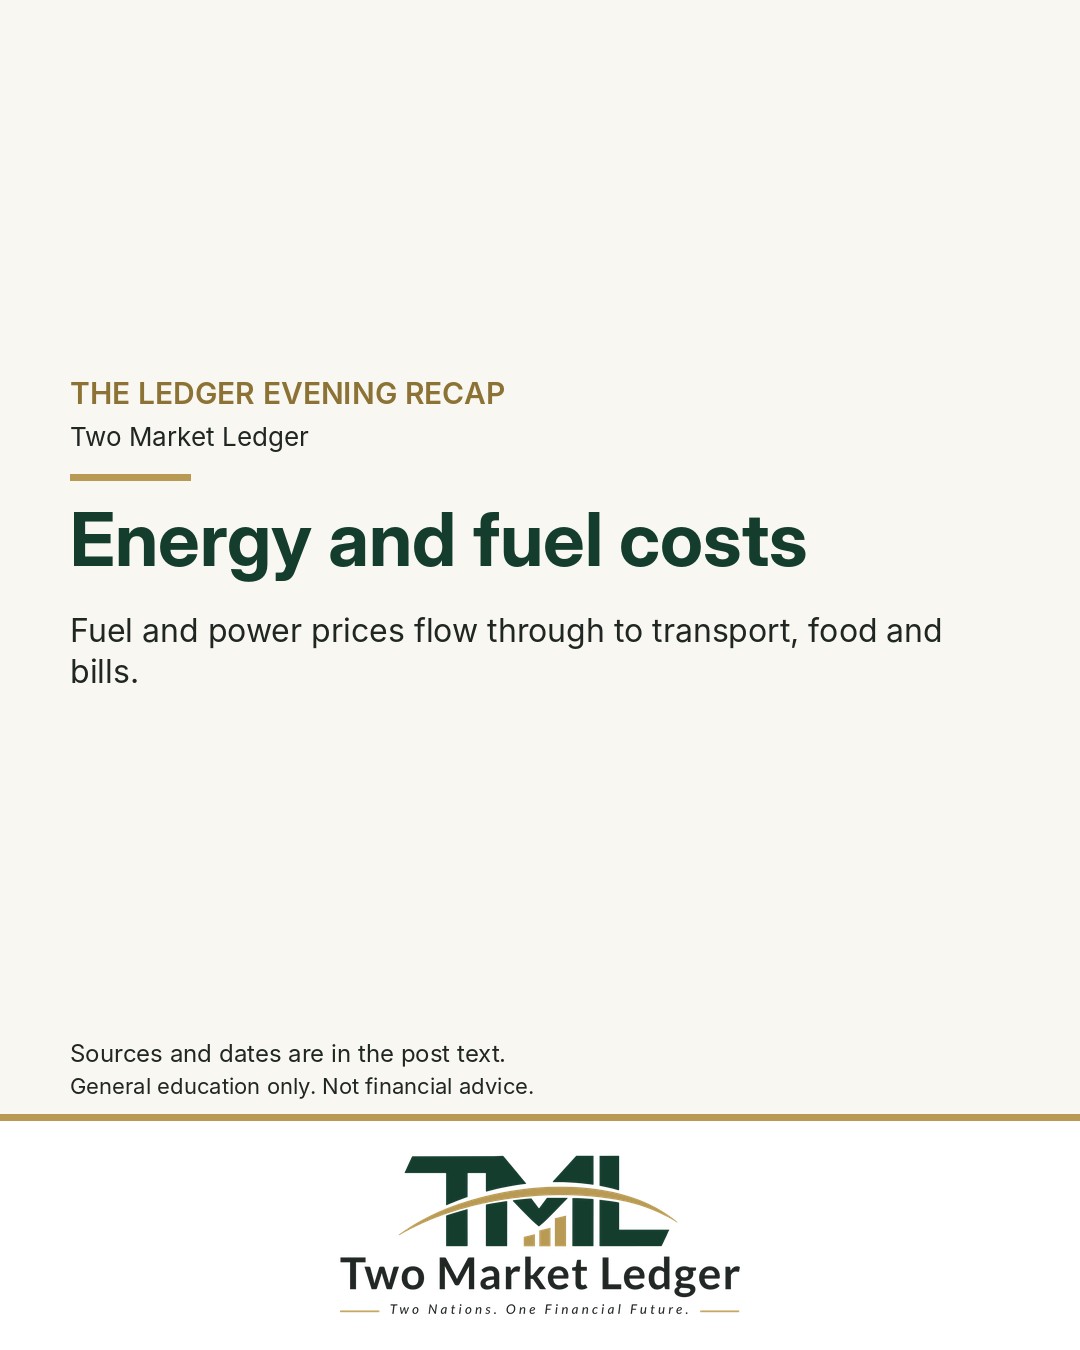 THE LEDGER EVENING RECAP
Two Market Ledger
Energy and fuel costs
Fuel and power prices flow through to transport, food and
bills.
Sources and dates are in the post text.
General education only. Not financial advice.
TML
Two Market Ledger
Two Nations. One Financial Future.